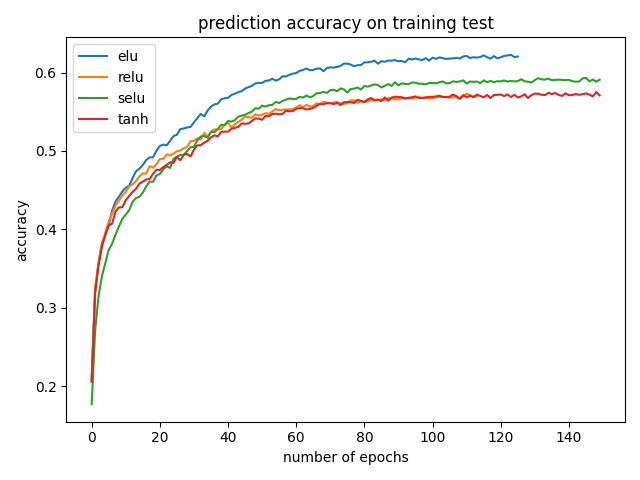 prediction accuracy on training test
elu
relu
selu
tanh
accuracy
0.6
0.5
0.4
0.3
0.2
0 20 40 60 80 100 120 140
number of epochs